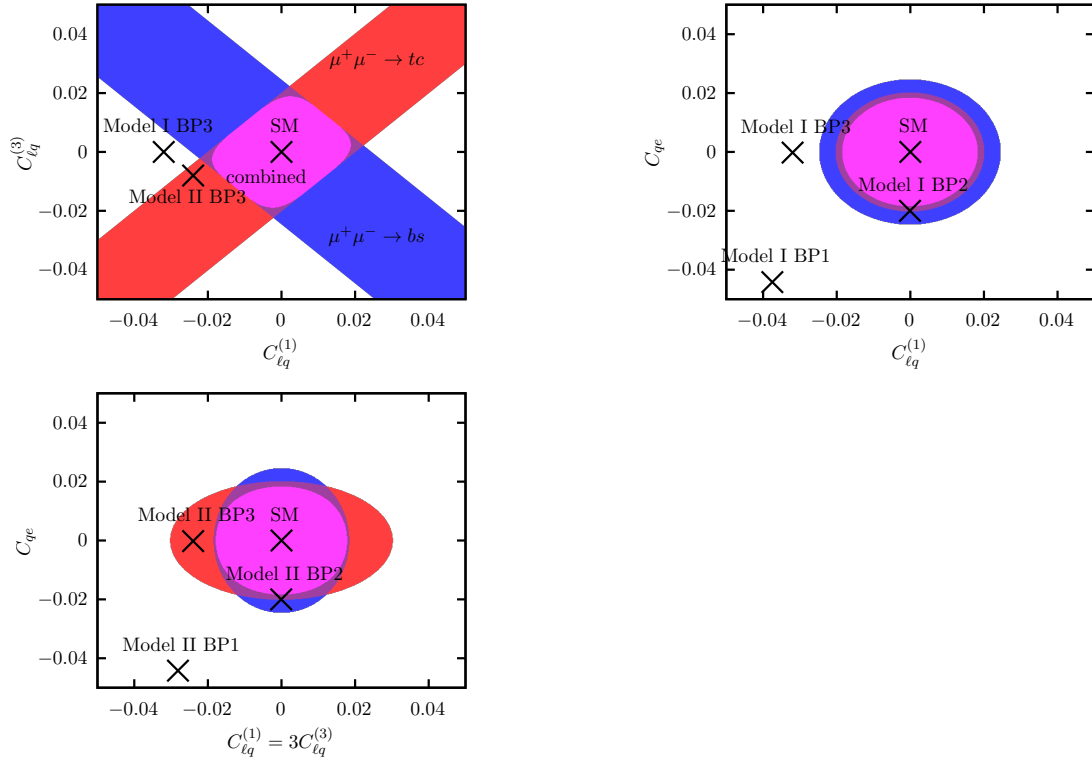 0.04
0.02
0
−0.02
−0.04
C_{ℓq}^{(3)}
μ⁺μ⁻ → tc
Model I BP3
SM
combined
Model II BP3
μ⁺μ⁻ → bs
−0.04 −0.02 0 0.02 0.04
C_{ℓq}^{(1)}
0.04
0.02
0
−0.02
−0.04
C_{qe}
Model I BP3
SM
Model I BP2
Model I BP1
−0.04 −0.02 0 0.02 0.04
C_{ℓq}^{(1)}
0.04
0.02
0
−0.02
−0.04
C_{qe}
Model II BP3
SM
Model II BP2
Model II BP1
−0.04 −0.02 0 0.02 0.04
C_{ℓq}^{(1)} = 3C_{ℓq}^{(3)}